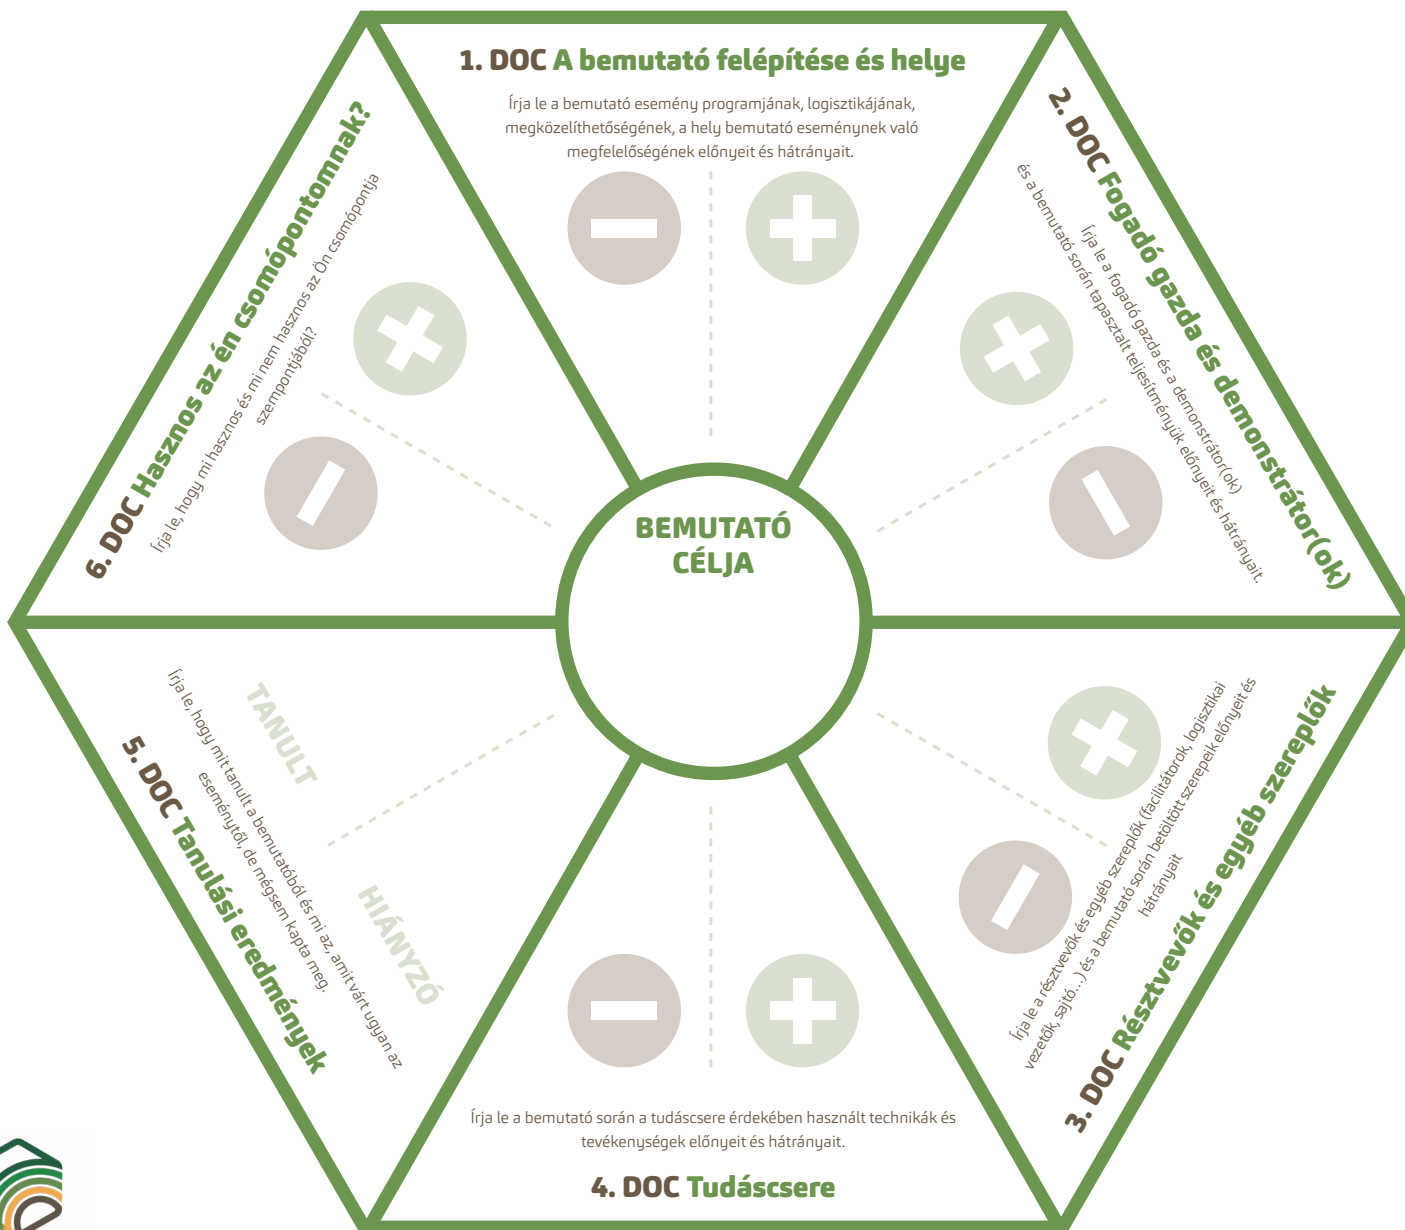 1. DOC A bemutató felépítése és helye
Írja le a bemutató esemény programjának, logisztikájának,
megközelíthetőségének, a hely bemutató eseménynek való
megfelelőségének előnyeit és hátrányait.
2. DOC Fogadó gazda és demonstrátor(ok)
Írja le a fogadó gazda és a demonstrátor(ok)
és a bemutató során tapasztalt teljesítményük előnyeit és hátrányait.
3. DOC Résztvevők és egyéb szereplők
Írja le a résztvevők és egyéb szereplők (facilitátorok, logisztikai
vezetők, sajtó...) és a bemutató során betöltött szerepeik előnyeit és
hátrányait
4. DOC Tudáscsere
Írja le a bemutató során a tudáscsere érdekében használt technikák és
tevékenységek előnyeit és hátrányait.
5. DOC Tanulási eredmények
Írja le, hogy mit tanult a bemutatóból és mi az, amit várt ugyan az
eseménytől, de mégsem kapta meg.
TANULT
HIÁNYZÓ
6. DOC Hasznos az én csomópontomnak?
Írja le, hogy mi hasznos és mi nem hasznos az Ön csomópontja
szempontjából?
BEMUTATÓ
CÉLJA